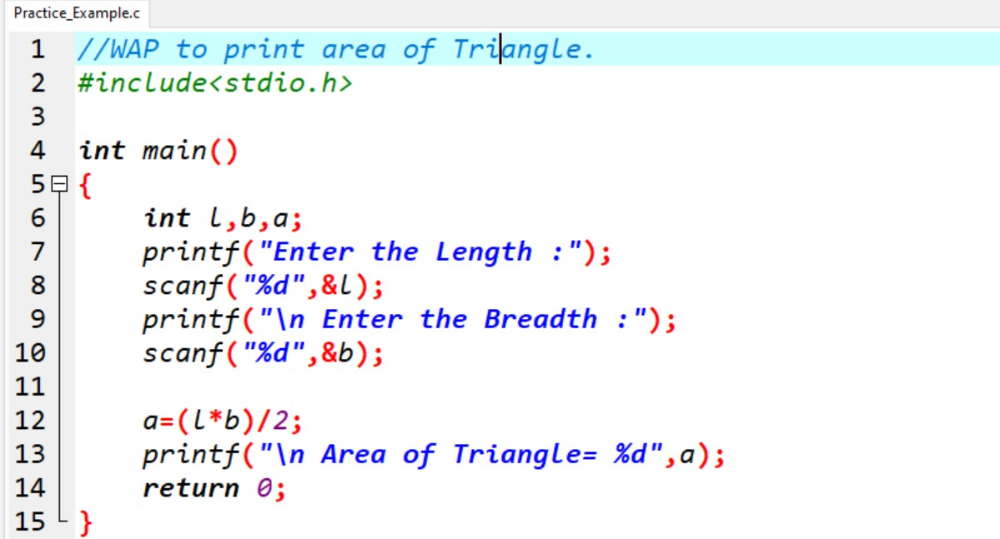 Practice_Example.c
1 //WAP to print area of Triangle.
2 #include<stdio.h>
3
4 int main()
5 {
6 int l,b,a;
7 printf("Enter the Length :");
8 scanf("%d",&l);
9 printf("\n Enter the Breadth :");
10 scanf("%d",&b);
11
12 a=(l*b)/2;
13 printf("\n Area of Triangle= %d",a);
14 return 0;
15 }